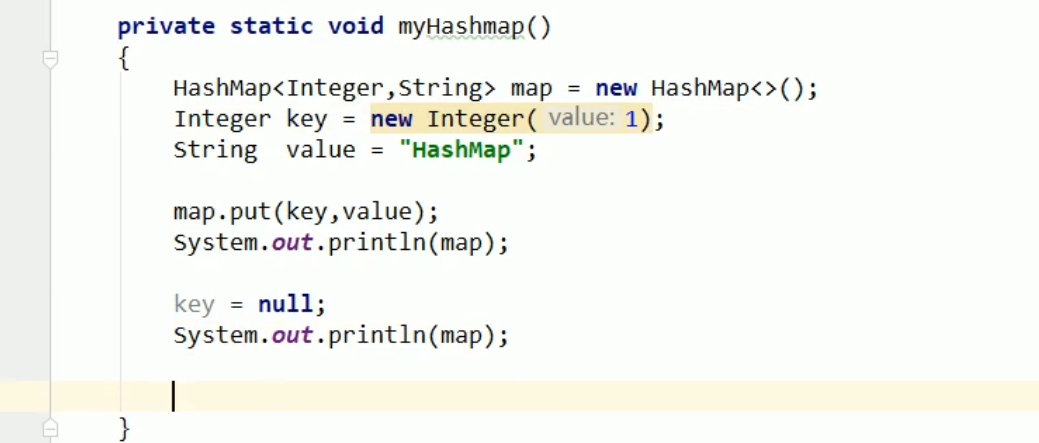 private static void myHashmap()
{
HashMap<Integer,String> map = new HashMap<>();
Integer key = new Integer( value: 1);
String  value = "HashMap";
map.put(key,value);
System.out.println(map);
key = null;
System.out.println(map);
}